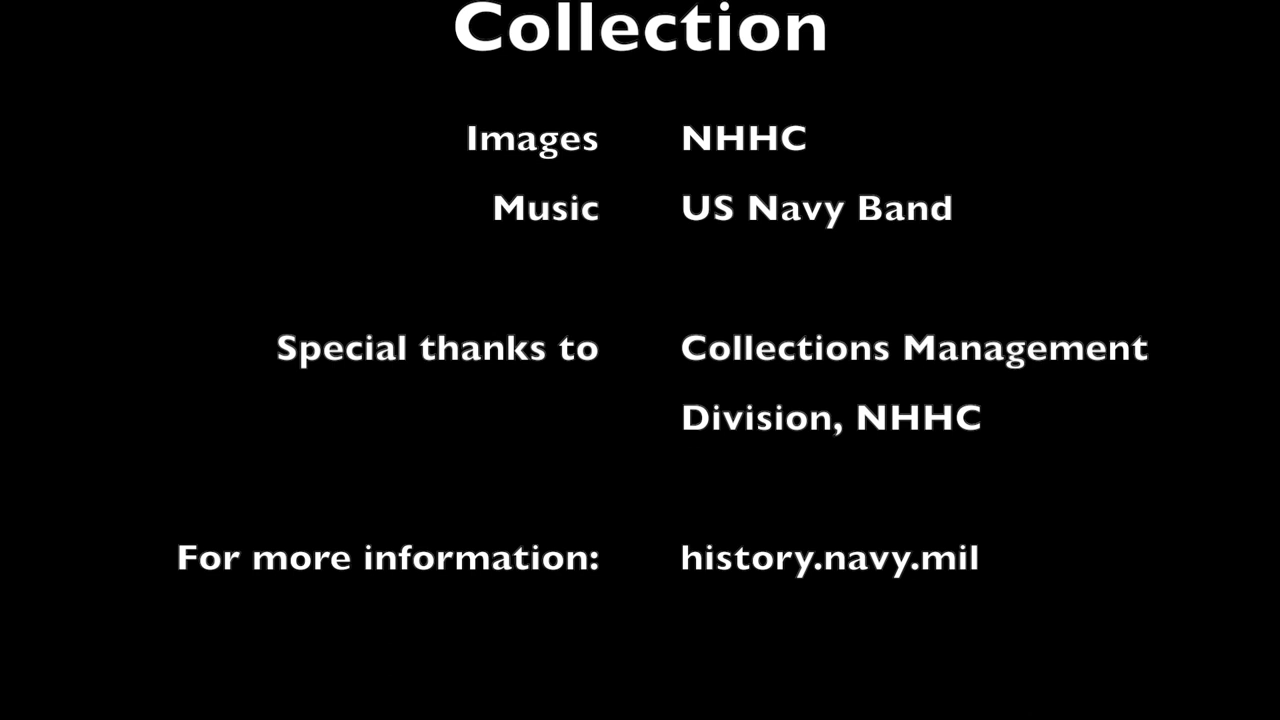 Collection
Images NHHC
Music US Navy Band
Special thanks to Collections Management
Division, NHHC
For more information: history.navy.mil